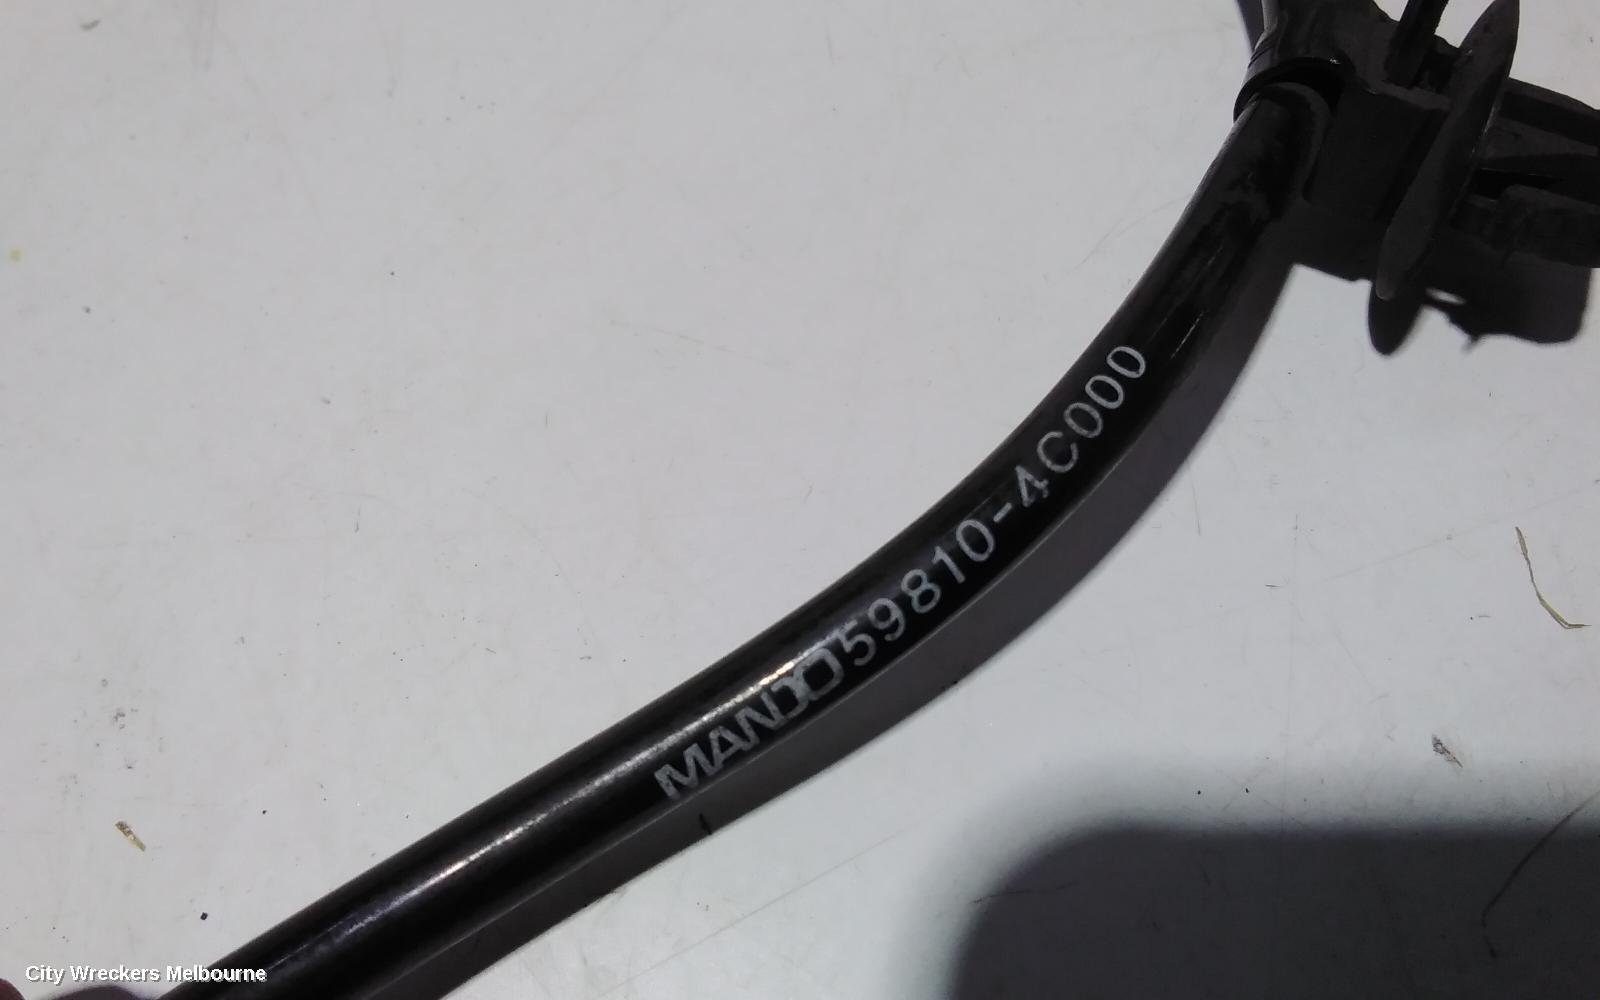 MANDO 59810-4C000
City Wreckers Melbourne